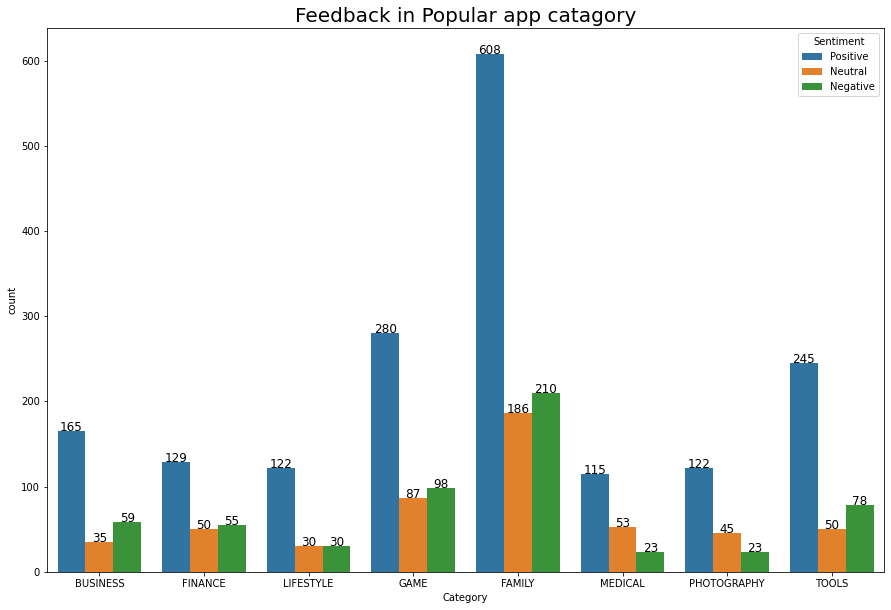 Feedback in Popular app catagory
Sentiment
Positive
Neutral
Negative
count
600
500
400
300
200
100
0
165
35
59
129
50
55
122
30
30
280
87
98
608
186
210
115
53
23
122
45
23
245
50
78
BUSINESS
FINANCE
LIFESTYLE
GAME
FAMILY
MEDICAL
PHOTOGRAPHY
TOOLS
Category